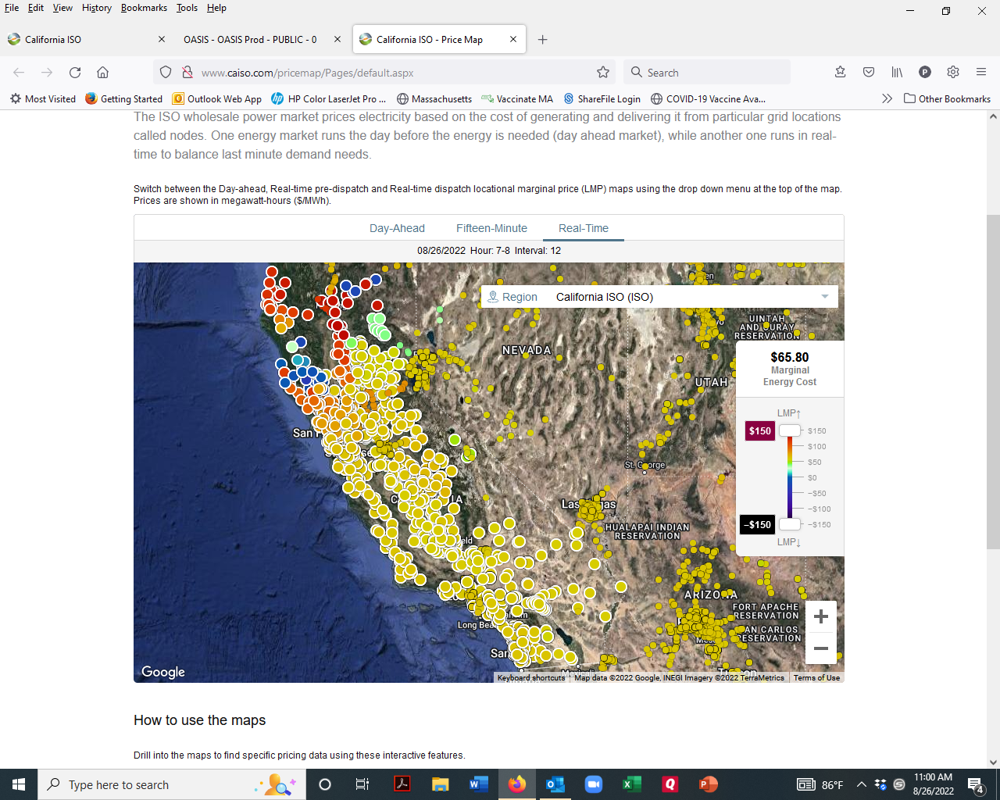 File Edit View History Bookmarks Tools Help
California ISO
OASIS - OASIS Prod - PUBLIC - 0
California ISO - Price Map
www.caiso.com/pricemap/Pages/default.aspx
Search
Most Visited
Getting Started
Outlook Web App
HP Color LaserJet Pro ...
Massachusetts
Vaccinate MA
ShareFile Login
COVID-19 Vaccine Ava...
Other Bookmarks
The ISO wholesale power market prices electricity based on the cost of generating and delivering it from particular grid locations
called nodes. One energy market runs the day before the energy is needed (day ahead market), while another one runs in real-
time to balance last minute demand needs.
Switch between the Day-ahead, Real-time pre-dispatch and Real-time dispatch locational marginal price (LMP) maps using the drop down menu at the top of the map.
Prices are shown in megawatt-hours ($/MWh).
Day-Ahead
Fifteen-Minute
Real-Time
08/26/2022 Hour: 7-8 Interval: 12
Region
California ISO (ISO)
UINTAH
AND OURAY
RESERVATION
NEVADA
UTAH
$65.80
Marginal
Energy Cost
LMP↑
$150
$150
$100
$50
$0
−$50
−$100
−$150
−$150
LMP↓
St. George
HUALAPAI INDIAN
RESERVATION
ARIZONA
FORT APACHE
RESERVATION
Google
Keyboard shortcuts
Map data ©2022 Google, INEGI Imagery ©2022 TerraMetrics
Terms of Use
How to use the maps
Drill into the maps to find specific pricing data using these interactive features.
Type here to search
86°F
11:00 AM
8/26/2022
4